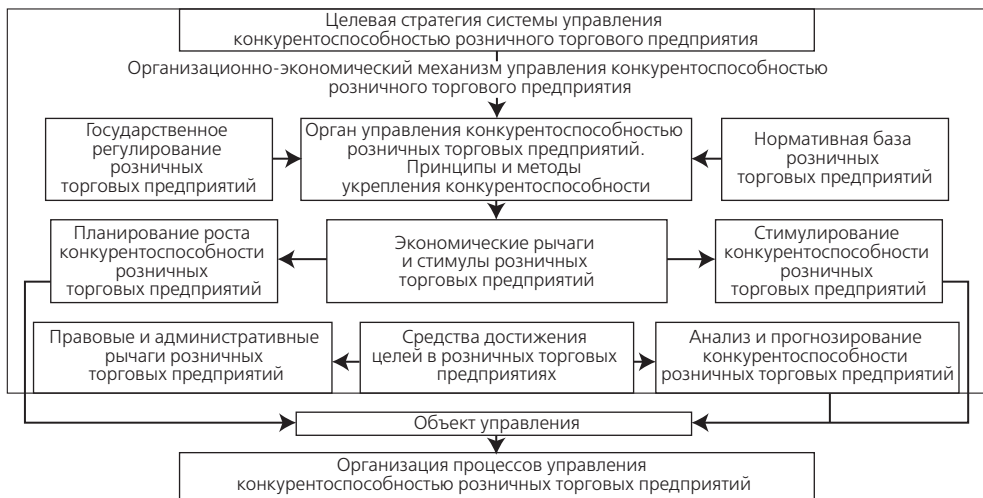 Целевая стратегия системы управления
конкурентоспособностью розничного торгового предприятия
Организационно-экономический механизм управления конкурентоспособностью
розничного торгового предприятия
Государственное
регулирование
розничных
торговых предприятий
Орган управления конкурентоспособностью
розничных торговых предприятий.
Принципы и методы
укрепления конкурентоспособности
Нормативная база
розничных
торговых предприятий
Планирование роста
конкурентоспособности
розничных
торговых предприятий
Экономические рычаги
и стимулы розничных
торговых предприятий
Стимулирование
конкурентоспособности
розничных
торговых предприятий
Правовые и административные
рычаги розничных
торговых предприятий
Средства достижения
целей в розничных торговых
предприятиях
Анализ и прогнозирование
конкурентоспособности
розничных торговых предприятий
Объект управления
Организация процессов управления
конкурентоспособностью розничных торговых предприятий